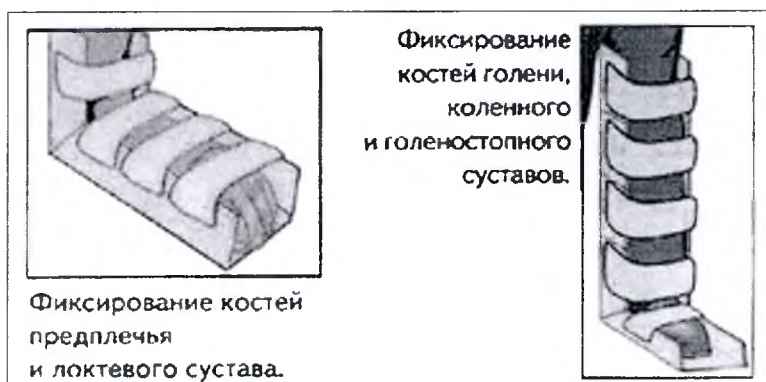 Фиксирование костей
предплечья
и локтевого сустава.
Фиксирование
костей голени,
коленного
и голеностопного
суставов.